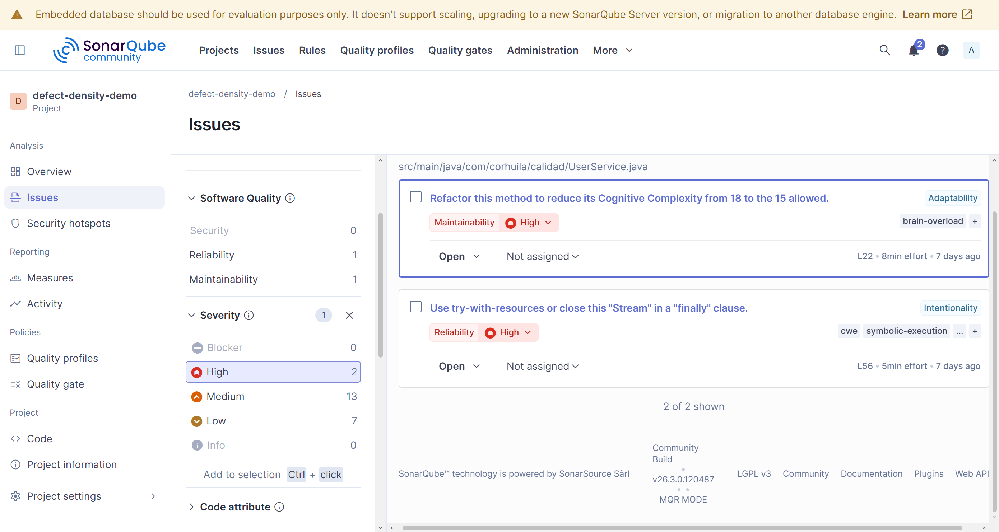 Embedded database should be used for evaluation purposes only. It doesn't support scaling, upgrading to a new SonarQube Server version, or migration to another database engine. Learn more
SonarQube
community
Projects Issues Rules Quality profiles Quality gates Administration More
2
A
D
defect-density-demo
Project
Analysis
Overview
Issues
Security hotspots
Reporting
Measures
Activity
Policies
Quality profiles
Quality gate
Project
Code
Project information
Project settings
defect-density-demo / Issues
Issues
Software Quality
Security 0
Reliability 1
Maintainability 1
Severity 1
Blocker 0
High 2
Medium 13
Low 7
Info 0
Add to selection Ctrl + click
Code attribute
src/main/java/com/corhuila/calidad/UserService.java
Refactor this method to reduce its Cognitive Complexity from 18 to the 15 allowed. Adaptability
Maintainability High brain-overload +
Open Not assigned L22 • 8min effort • 7 days ago
Use try-with-resources or close this "Stream" in a "finally" clause. Intentionality
Reliability High cwe symbolic-execution ... +
Open Not assigned L56 • 5min effort • 7 days ago
2 of 2 shown
SonarQube™ technology is powered by SonarSource Sàrl
Community
Build
•
v26.3.0.120487
• •
MQR MODE
LGPL v3 Community Documentation Plugins Web API